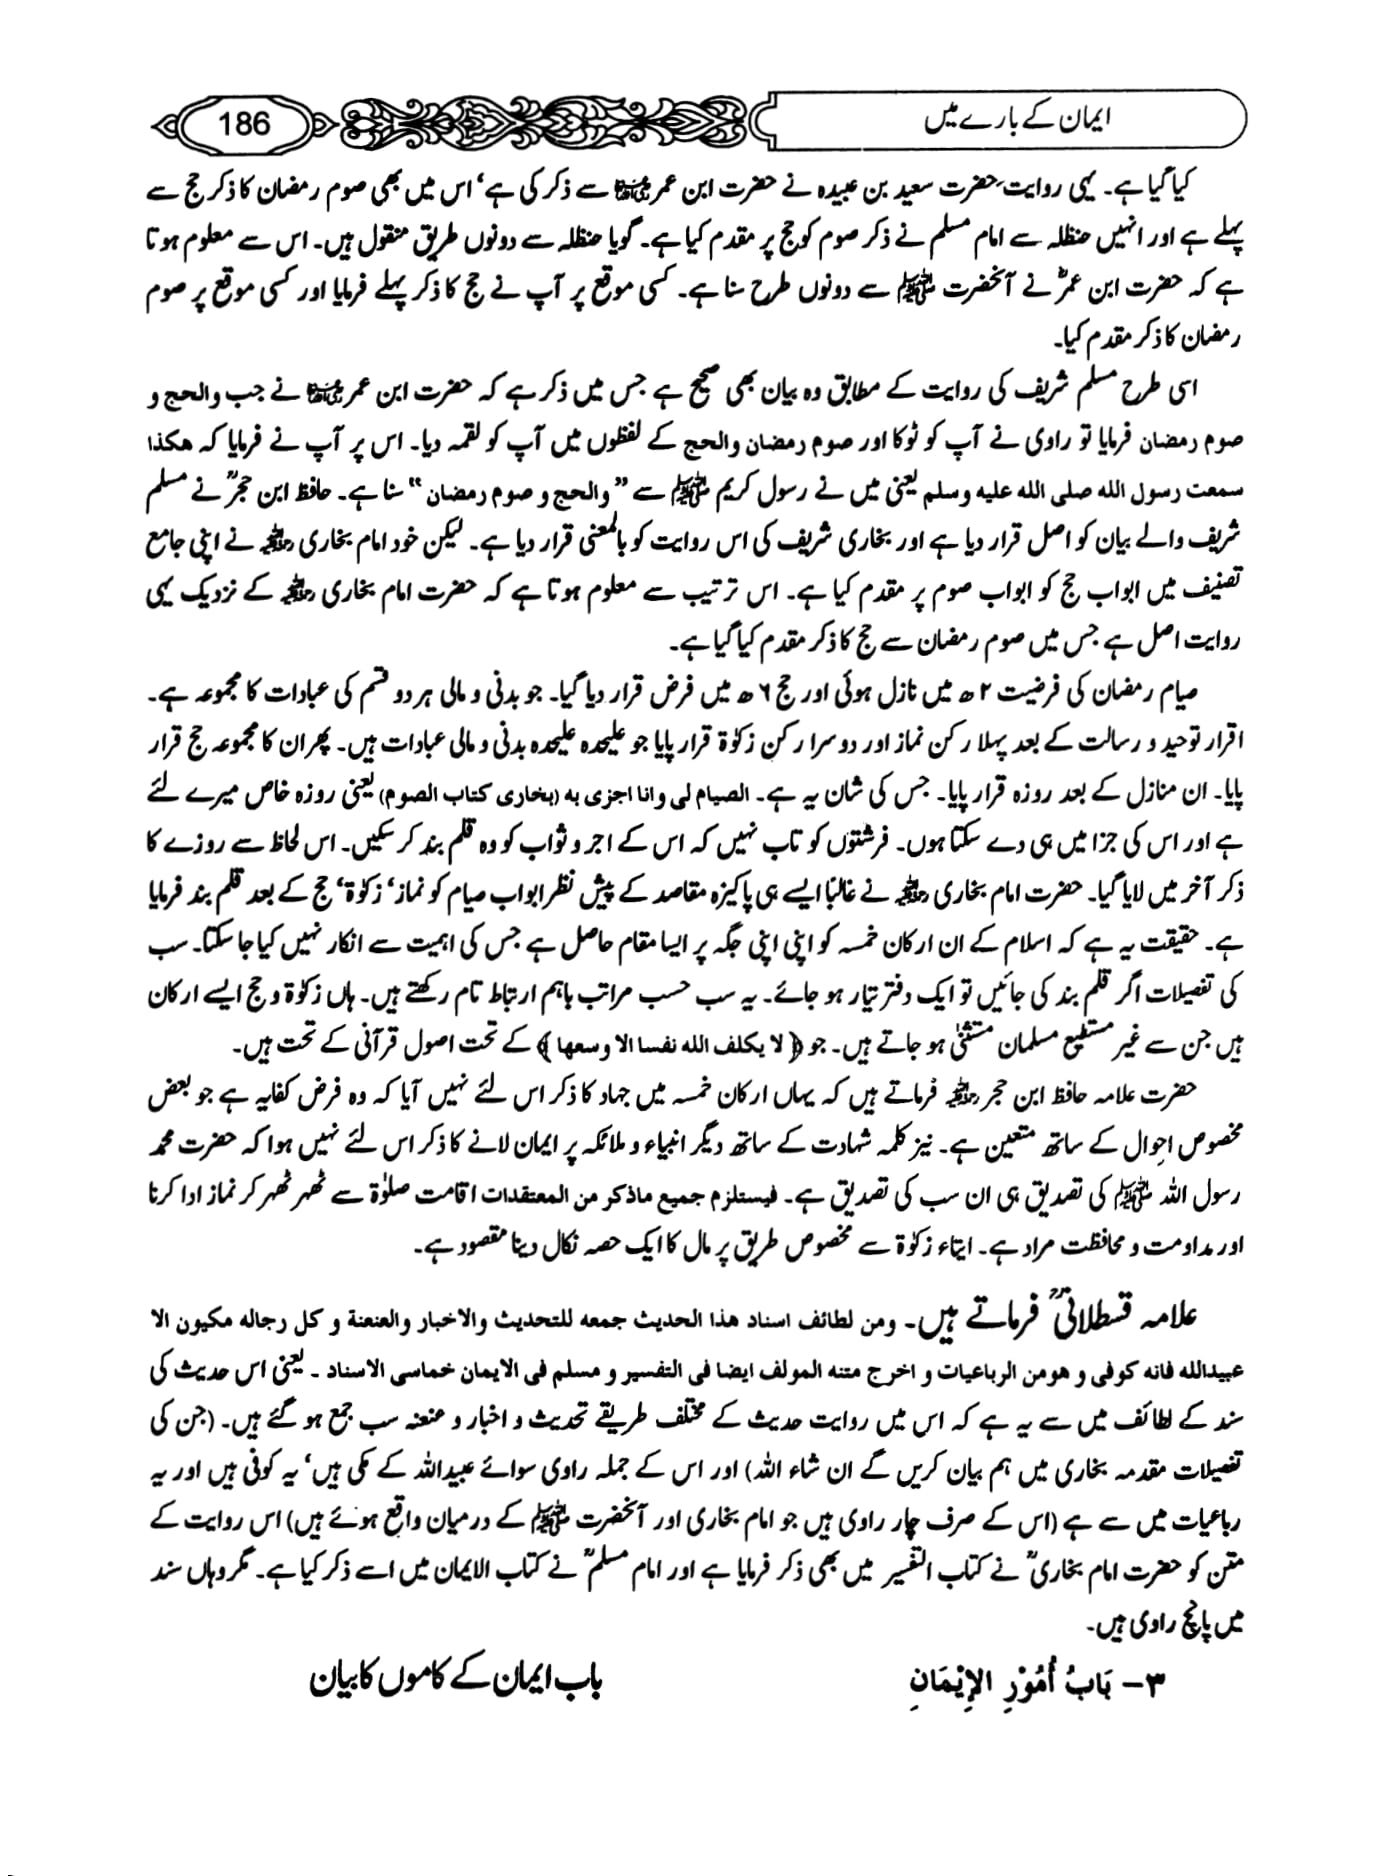 ایمان کے بارے میں
186
کیا گیا ہے۔ یہی روایت حضرت سعید بن عبیدہ نے حضرت ابن عمر رضی اللہ عنہما سے ذکر کی ہے‘ اس میں بھی صوم رمضان کا ذکر حج سے
پہلے ہے اور انہیں حنظلہ سے امام مسلم نے ذکر صوم کو حج پر مقدم کیا ہے۔ گویا حنظلہ سے دونوں طریق منقول ہیں۔ اس سے معلوم ہوتا
ہے کہ حضرت ابن عمرؓ نے آنحضرت ﷺ سے دونوں طرح سنا ہے۔ کسی موقع پر آپ نے حج کا ذکر پہلے فرمایا اور کسی موقع پر صوم
رمضان کا ذکر مقدم کیا۔
اسی طرح مسلم شریف کی روایت کے مطابق وہ بیان بھی صحیح ہے جس میں ذکر ہے کہ حضرت ابن عمر رضی اللہ عنہما نے جب والحج و
صوم رمضان فرمایا تو راوی نے آپ کو ٹوکا اور صوم رمضان والحج کے لفظوں میں آپ کو لقمہ دیا۔ اس پر آپ نے فرمایا کہ هکذا
سمعت رسول الله صلی الله علیه وسلم یعنی میں نے رسول کریم ﷺ سے ”والحج و صوم رمضان“ سنا ہے۔ حافظ ابن حجرؒ نے مسلم
شریف والے بیان کو اصل قرار دیا ہے اور بخاری شریف کی اس روایت کو بالمعنی قرار دیا ہے۔ لیکن خود امام بخاری رحمہ اللہ نے اپنی جامع
تصنیف میں ابواب حج کو ابواب صوم پر مقدم کیا ہے۔ اس ترتیب سے معلوم ہوتا ہے کہ حضرت امام بخاری رحمہ اللہ کے نزدیک یہی
روایت اصل ہے جس میں صوم رمضان سے حج کا ذکر مقدم کیا گیا ہے۔
صیام رمضان کی فرضیت ۲ھ میں نازل ہوئی اور حج ۶ھ میں فرض قرار دیا گیا۔ جو بدنی و مالی ہر دو قسم کی عبادات کا مجموعہ ہے۔
اقرار توحید و رسالت کے بعد پہلا رکن نماز اور دوسرا رکن زکوٰۃ قرار پایا جو علیحدہ علیحدہ بدنی و مالی عبادات ہیں۔ پھر ان کا مجموعہ حج قرار
پایا۔ ان منازل کے بعد روزہ قرار پایا۔ جس کی شان یہ ہے۔ الصیام لی وانا اجزی به (بخاری کتاب الصوم) یعنی روزہ خاص میرے لئے
ہے اور اس کی جزا میں ہی دے سکتا ہوں۔ فرشتوں کو تاب نہیں کہ اس کے اجر و ثواب کو وہ قلم بند کر سکیں۔ اس لحاظ سے روزے کا
ذکر آخر میں لایا گیا۔ حضرت امام بخاری رحمہ اللہ نے غالباً ایسے ہی پاکیزہ مقاصد کے پیش نظر ابواب صیام کو نماز‘ زکوٰۃ‘ حج کے بعد قلم بند فرمایا
ہے۔ حقیقت یہ ہے کہ اسلام کے ان ارکان خمسہ کو اپنی اپنی جگہ پر ایسا مقام حاصل ہے جس کی اہمیت سے انکار نہیں کیا جا سکتا۔ سب
کی تفصیلات اگر قلم بند کی جائیں تو ایک دفتر تیار ہو جائے۔ یہ سب حسب مراتب باہم ارتباط تام رکھتے ہیں۔ ہاں زکوٰۃ و حج ایسے ارکان
ہیں جن سے غیر مستطیع مسلمان مستثنیٰ ہو جاتے ہیں۔ جو ﴿لا یکلف الله نفسا الا وسعها﴾ کے تحت اصول قرآنی کے تحت ہیں۔
حضرت علامہ حافظ ابن حجر رحمہ اللہ فرماتے ہیں کہ یہاں ارکان خمسہ میں جہاد کا ذکر اس لئے نہیں آیا کہ وہ فرض کفایہ ہے جو بعض
مخصوص احوال کے ساتھ متعین ہے۔ نیز کلمہ شہادت کے ساتھ دیگر انبیاء و ملائکہ پر ایمان لانے کا ذکر اس لئے نہیں ہوا کہ حضرت محمد
رسول اللہ ﷺ کی تصدیق ہی ان سب کی تصدیق ہے۔ فیستلزم جمیع ماذکر من المعتقدات اقامت صلوٰۃ سے ٹھہر ٹھہر کر نماز ادا کرنا
اور مداومت و محافظت مراد ہے۔ ایتاء زکوٰۃ سے مخصوص طریق پر مال کا ایک حصہ نکال دینا مقصود ہے۔
علامہ قسطلانیؒ فرماتے ہیں۔ ومن لطائف اسناد هذا الحدیث جمعه للتحدیث والاخبار والعنعنة و کل رجاله مکیون الا
عبیدالله فانه کوفی و هو من الرباعیات و اخرج متنه المولف ایضا فی التفسیر و مسلم فی الایمان خماسی الاسناد ۔ یعنی اس حدیث کی
سند کے لطائف میں سے یہ ہے کہ اس میں روایت حدیث کے مختلف طریقے تحدیث و اخبار و عنعنہ سب جمع ہو گئے ہیں۔ (جن کی
تفصیلات مقدمہ بخاری میں ہم بیان کریں گے ان شاء اللہ) اور اس کے جملہ راوی سوائے عبیداللہ کے مکی ہیں‘ یہ کوفی ہیں اور یہ
رباعیات میں سے ہے (اس کے صرف چار راوی ہیں جو امام بخاری اور آنحضرت ﷺ کے درمیان واقع ہوئے ہیں) اس روایت کے
متن کو حضرت امام بخاریؒ نے کتاب التفسیر میں بھی ذکر فرمایا ہے اور امام مسلمؒ نے کتاب الایمان میں اسے ذکر کیا ہے۔ مگر وہاں سند
میں پانچ راوی ہیں۔
۳– بَابُ أُمُوْرِ الإِیْمَانِ
باب ایمان کے کاموں کا بیان